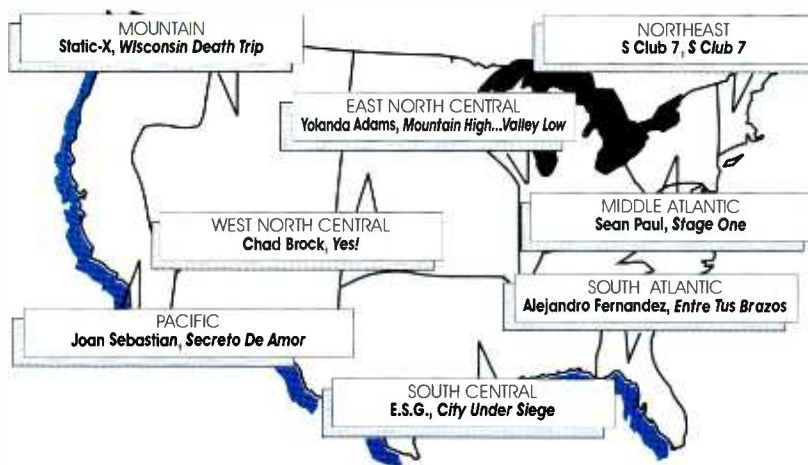 MOUNTAIN
Static-X, Wisconsin Death Trip
NORTHEAST
S Club 7, S Club 7
EAST NORTH CENTRAL
Yolanda Adams, Mountain High...Valley Low
MIDDLE ATLANTIC
Sean Paul, Stage One
WEST NORTH CENTRAL
Chad Brock, Yes!
SOUTH ATLANTIC
Alejandro Fernandez, Entre Tus Brazos
PACIFIC
Joan Sebastian, Secreto De Amor
SOUTH CENTRAL
E.S.G., City Under Siege